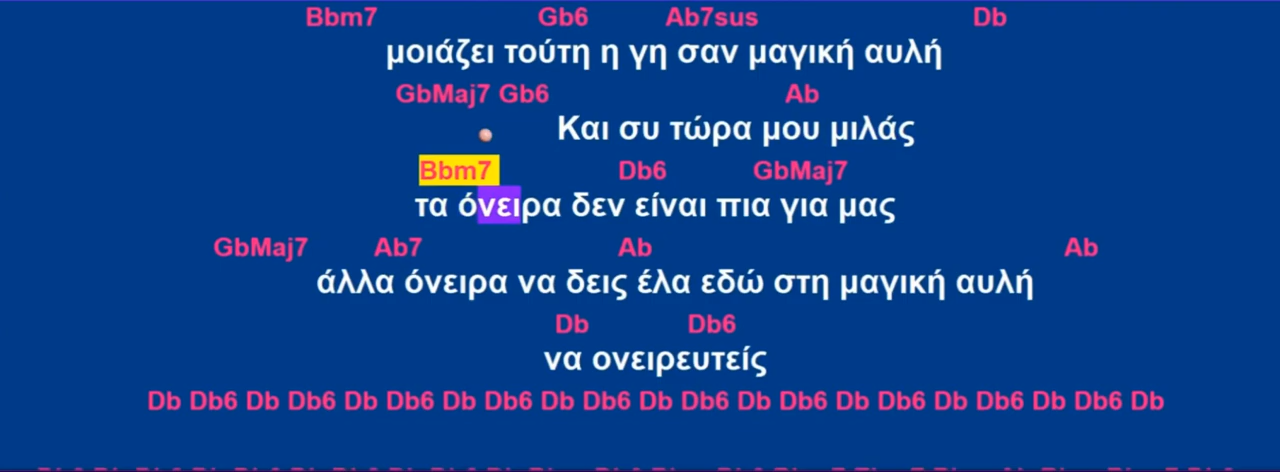 Bbm7 Gb6 Ab7sus Db
μοιάζει τούτη η γη σαν μαγική αυλή
GbMaj7 Gb6 Ab
Και συ τώρα μου μιλάς
Bbm7 Db6 GbMaj7
τα όνειρα δεν είναι πια για μας
GbMaj7 Ab7 Ab Ab
άλλα όνειρα να δεις έλα εδώ στη μαγική αυλή
Db Db6
να ονειρευτείς
Db Db6 Db Db6 Db Db6 Db Db6 Db Db6 Db Db6 Db Db6 Db Db6 Db Db6 Db Db6 Db